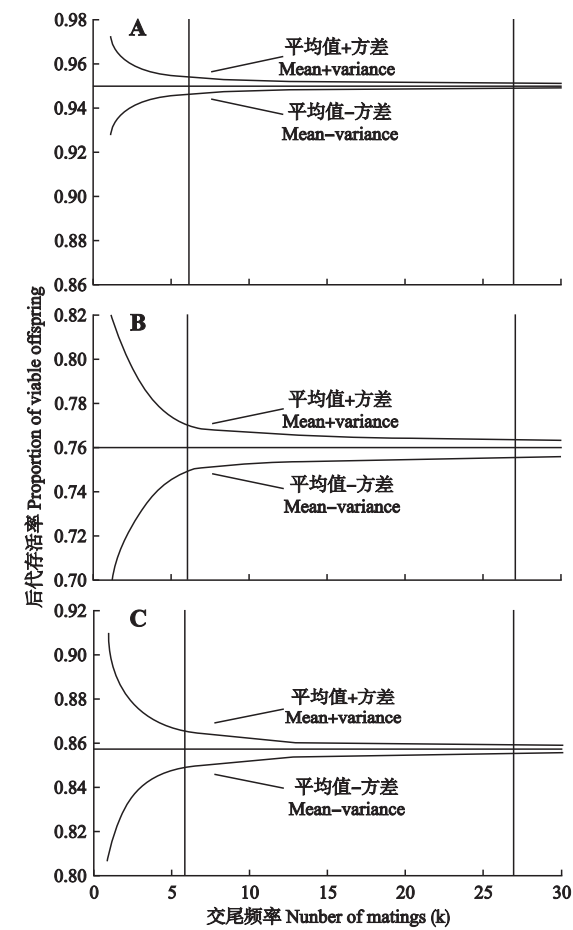 A
0.98
0.96
0.94
0.92
0.90
0.88
0.86
平均值+方差
Mean+variance
平均值−方差
Mean−variance
B
0.82
0.80
0.78
0.76
0.74
0.72
0.70
平均值+方差
Mean+variance
平均值−方差
Mean−variance
C
0.92
0.90
0.88
0.86
0.84
0.82
0.80
平均值+方差
Mean+variance
平均值−方差
Mean−variance
0 5 10 15 20 25 30
后代存活率 Proportion of viable offspring
交尾频率 Nunber of matings (k)